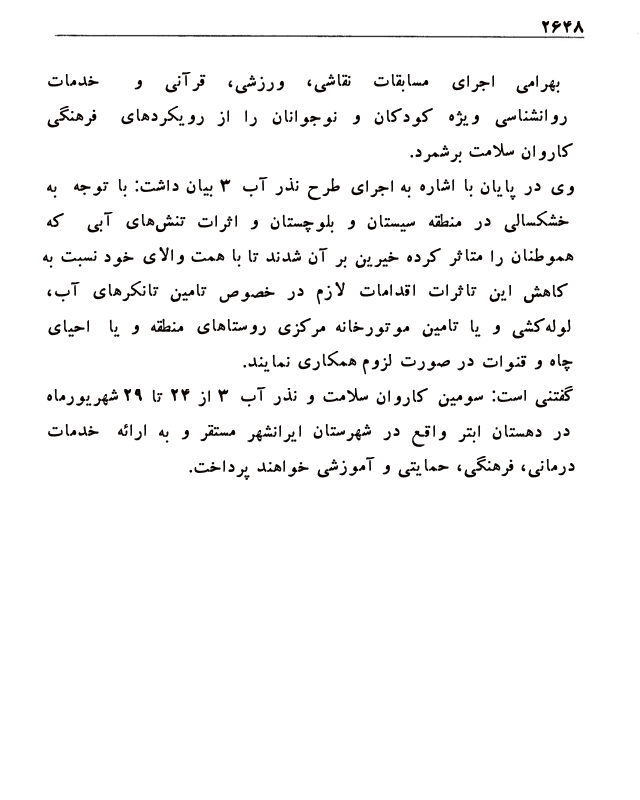 ۲۶۴۸
بهرامی اجرای مسابقات نقاشی، ورزشی، قرآنی و خدمات
روانشناسی ویژه کودکان و نوجوانان را از رویکردهای فرهنگی
کاروان سلامت برشمرد.
وی در پایان با اشاره به اجرای طرح نذر آب ۳ بیان داشت: با توجه به
خشکسالی در منطقه سیستان و بلوچستان و اثرات تنش‌های آبی که
هموطنان را متاثر کرده خیرین بر آن شدند تا با همت والای خود نسبت به
کاهش این تاثرات اقدامات لازم در خصوص تامین تانکرهای آب،
لوله‌کشی و یا تامین موتورخانه مرکزی روستاهای منطقه و یا احیای
چاه و قنوات در صورت لزوم همکاری نمایند.
گفتنی است: سومین کاروان سلامت و نذر آب ۳ از ۲۴ تا ۲۹ شهریورماه
در دهستان ابتر واقع در شهرستان ایرانشهر مستقر و به ارائه خدمات
درمانی، فرهنگی، حمایتی و آموزشی خواهند پرداخت.